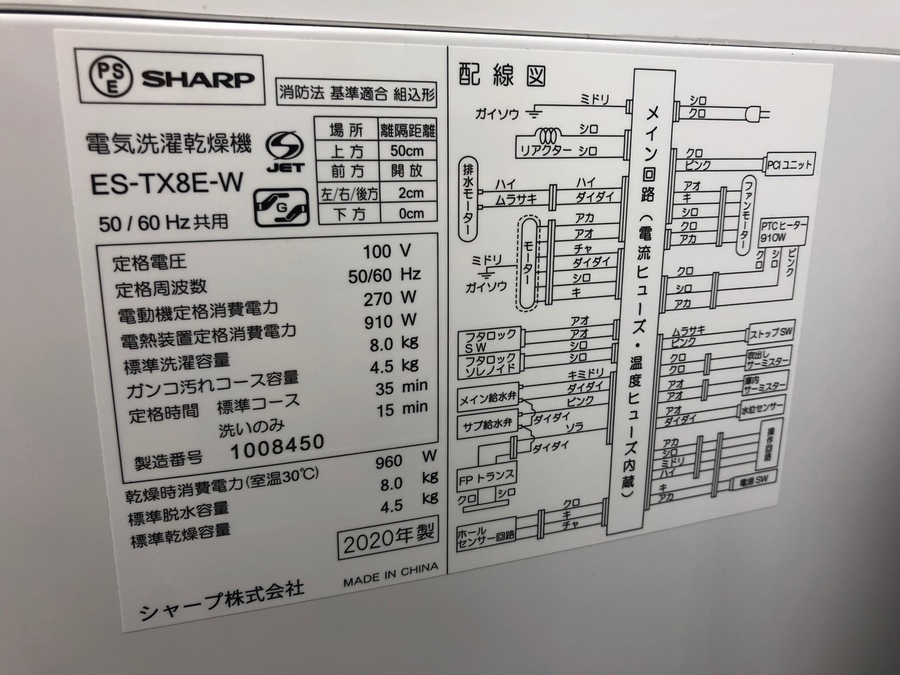 PSE SHARP
消防法 基準適合 組込形
電気洗濯乾燥機
ES-TX8E-W
50/60Hz共用
JET
G
場所 離隔距離
上方 50cm
前方 開放
左/右/後方 2cm
下方 0cm
定格電圧 100 V
定格周波数 50/60 Hz
電動機定格消費電力 270 W
電熱装置定格消費電力 910 W
標準洗濯容量 8.0 kg
ガンコ汚れコース容量 4.5 kg
定格時間 標準コース 35 min
洗いのみ 15 min
製造番号 1008450
乾燥時消費電力(室温30℃) 960 W
標準脱水容量 8.0 kg
標準乾燥容量 4.5 kg
2020年製
シャープ株式会社 MADE IN CHINA
配線図
ガイソウ ミドリ
リアクター シロ
シロ
排水モーター
ハイ ハイ
ムラサキ ダイダイ
モーター
アカ
アオ
チャ
ダイダイ
シロ
キ
ミドリ
ガイソウ
フタロック
SW
アオ
アオ
フタロック
ソレノイド
シロ
シロ
メイン給水弁
キミドリ
ダイダイ
ピンク
サブ給水弁
ダイダイ ソラ
ダイダイ
FPトランス
クロ シロ
ホール
センサー回路
クロ
キ
チャ
メイン回路(電流ヒューズ・温度ヒューズ内蔵)
シロ
クロ
クロ
ピンク
PCIユニット
アオ
キ
シロ
クロ
アカ
ファンモーター
PTCヒーター
910W
クロ シロ ピンク
クロ
シロ
アカ
ムラサキ
ピンク
ストップSW
クロ
クロ
吹出し
サーミスター
アオ
アオ
庫内
サーミスター
アオ
ダイダイ
水位センサー
アカ
シロ
ミドリ
ハイ
操作回路
キ
アカ
電源SW